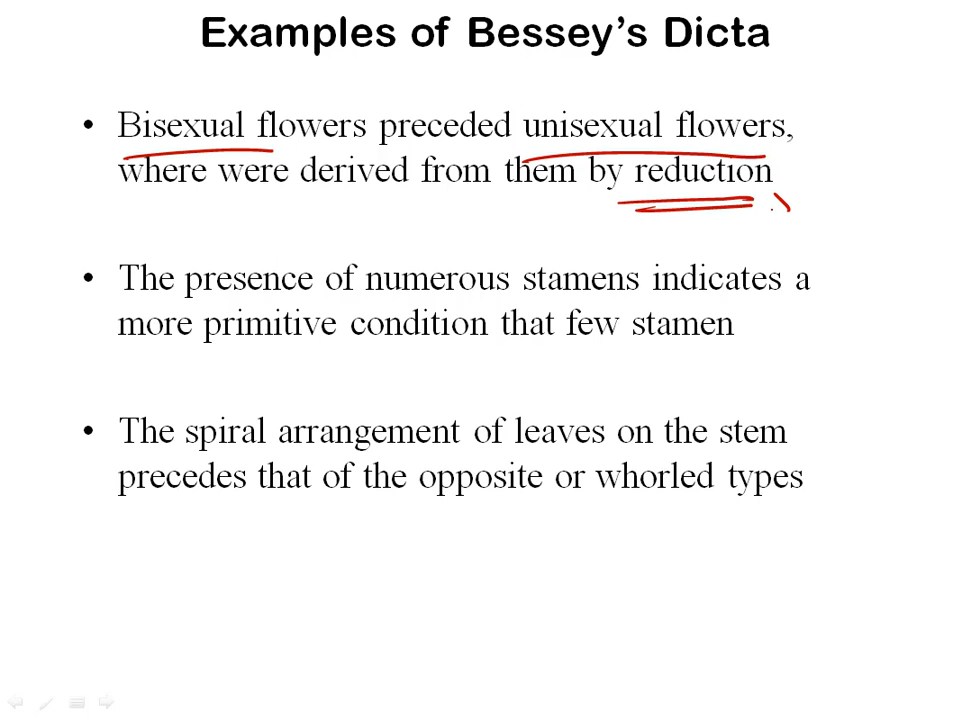 Examples of Bessey's Dicta
• Bisexual flowers preceded unisexual flowers,
where were derived from them by reduction
• The presence of numerous stamens indicates a
more primitive condition that few stamen
• The spiral arrangement of leaves on the stem
precedes that of the opposite or whorled types